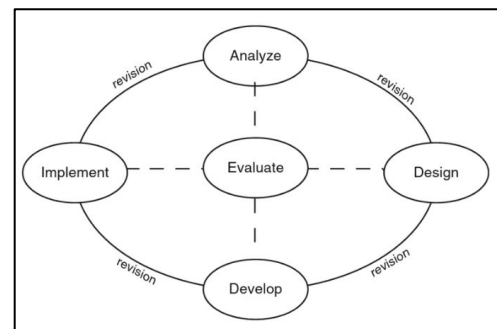 Analyze
revision
revision
Implement
Evaluate
Design
revision
revision
Develop